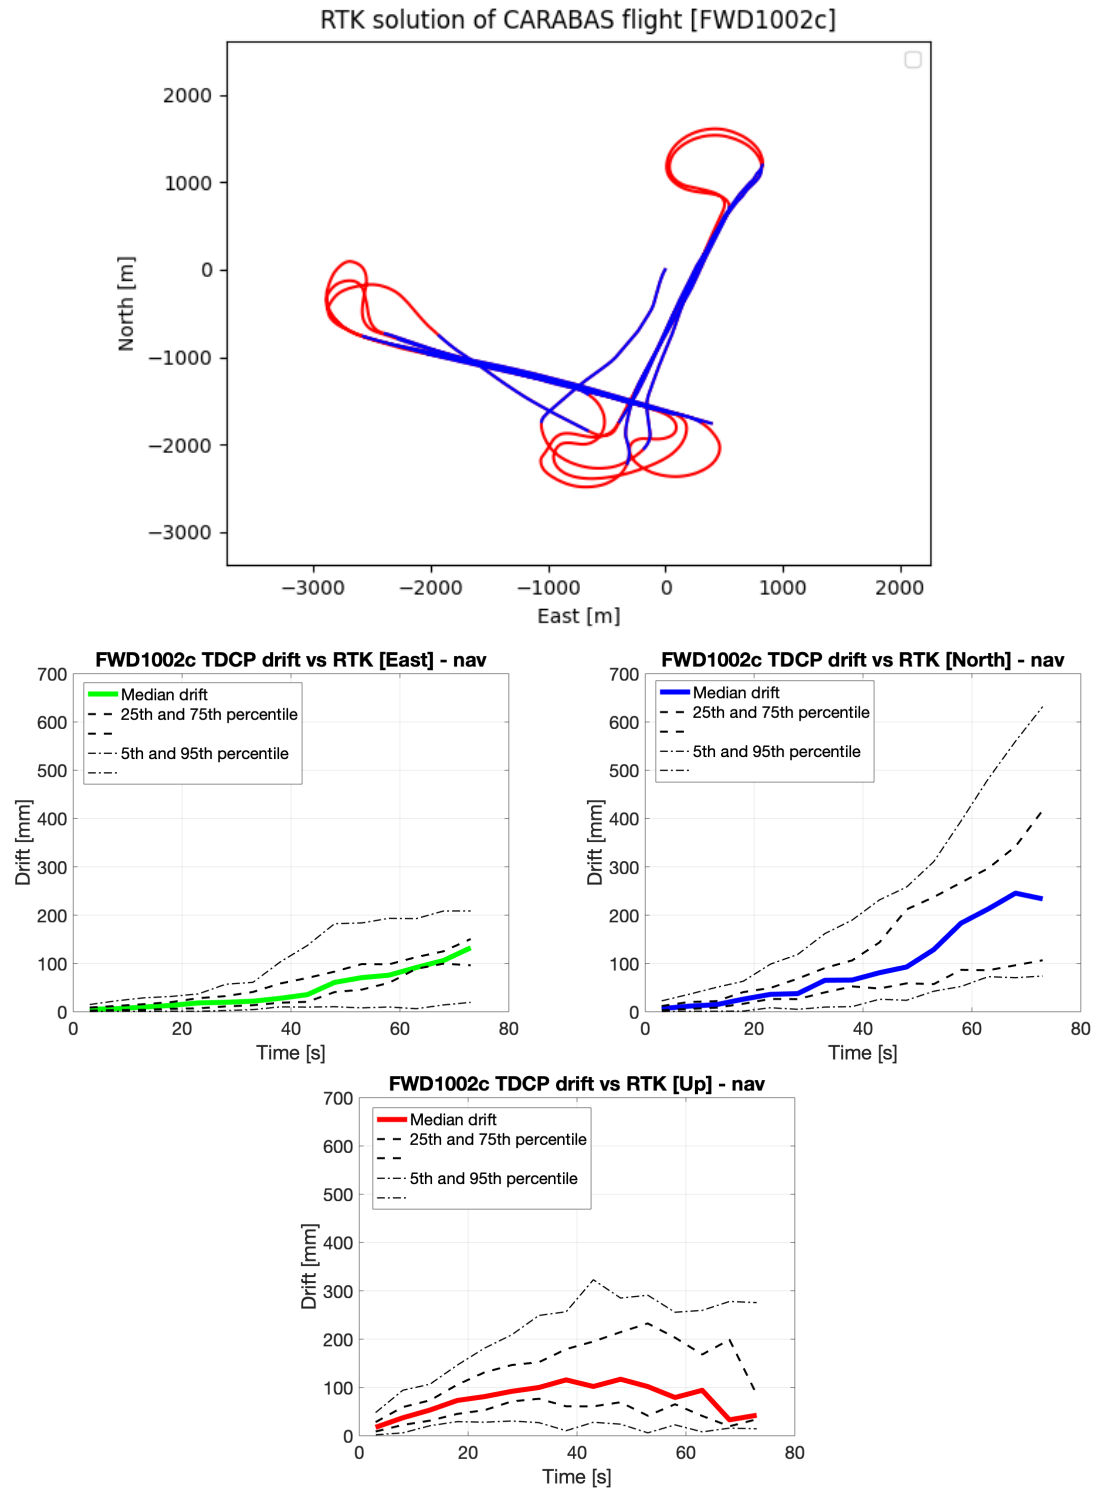 RTK solution of CARABAS flight [FWD1002c]
2000
1000
0
−1000
−2000
−3000
North [m]
−3000 −2000 −1000 0 1000 2000
East [m]
FWD1002c TDCP drift vs RTK [East] - nav
Median drift
25th and 75th percentile
5th and 95th percentile
700
600
500
400
300
200
100
0
Drift [mm]
0 20 40 60 80
Time [s]
FWD1002c TDCP drift vs RTK [North] - nav
Median drift
25th and 75th percentile
5th and 95th percentile
700
600
500
400
300
200
100
0
Drift [mm]
0 20 40 60 80
Time [s]
FWD1002c TDCP drift vs RTK [Up] - nav
Median drift
25th and 75th percentile
5th and 95th percentile
700
600
500
400
300
200
100
0
Drift [mm]
0 20 40 60 80
Time [s]